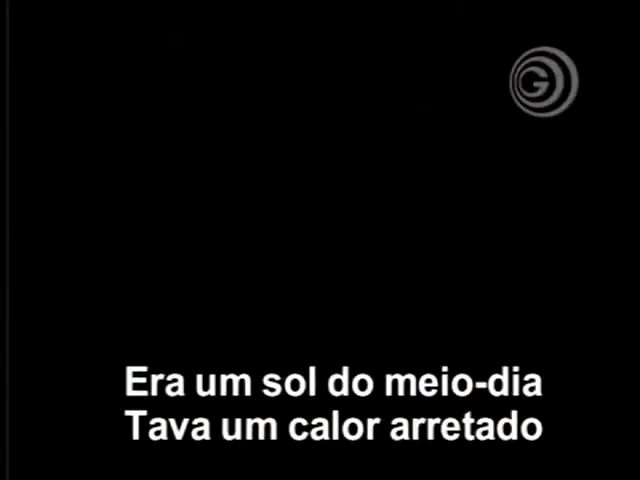 G
Era um sol do meio-dia
Tava um calor arretado